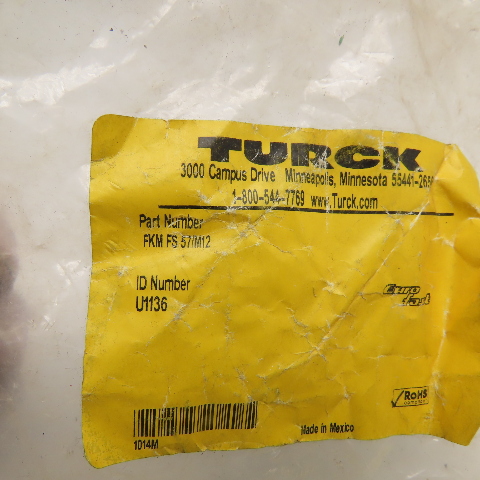 TURCK
3000 Campus Drive Minneapolis, Minnesota
1-800-544-7769 www.Turck.com
Part Number
FKM FS 57/M12
ID Number
U1136
RoHS
1014M
Made in Mexico